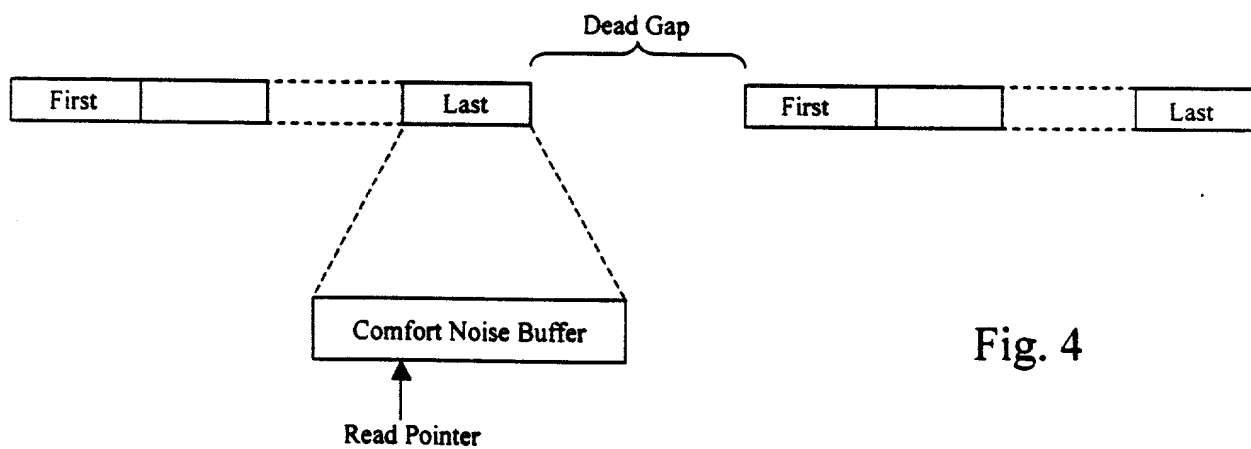 Dead Gap
First Last First Last
Comfort Noise Buffer
Fig. 4
Read Pointer